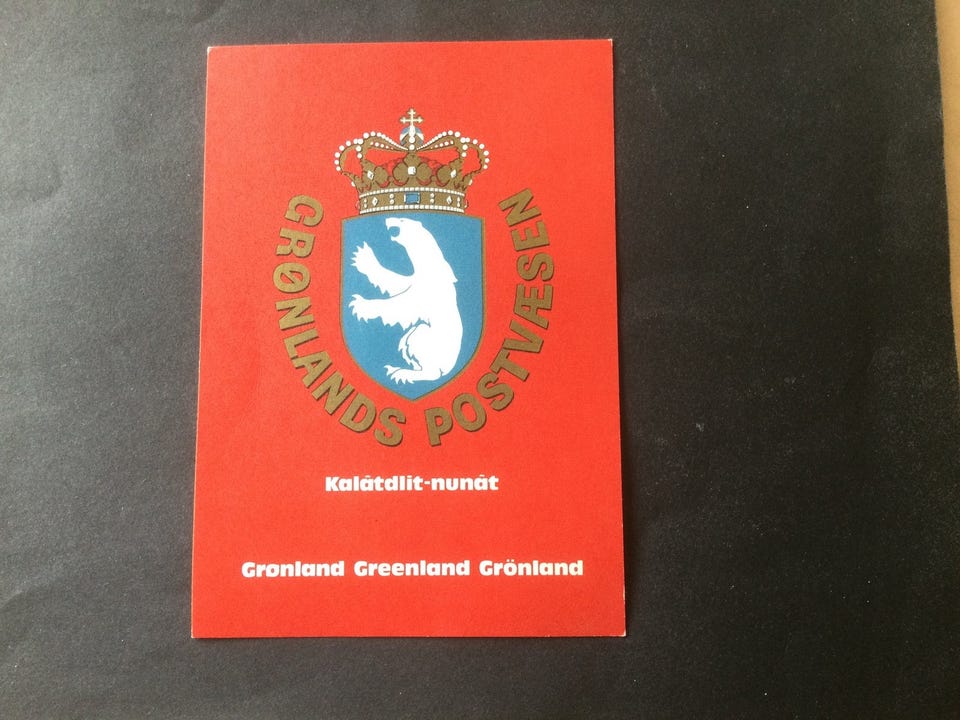 GRØNLANDS POSTVÆSEN
Kalâtdlit-nunât
Grønland Greenland Grönland